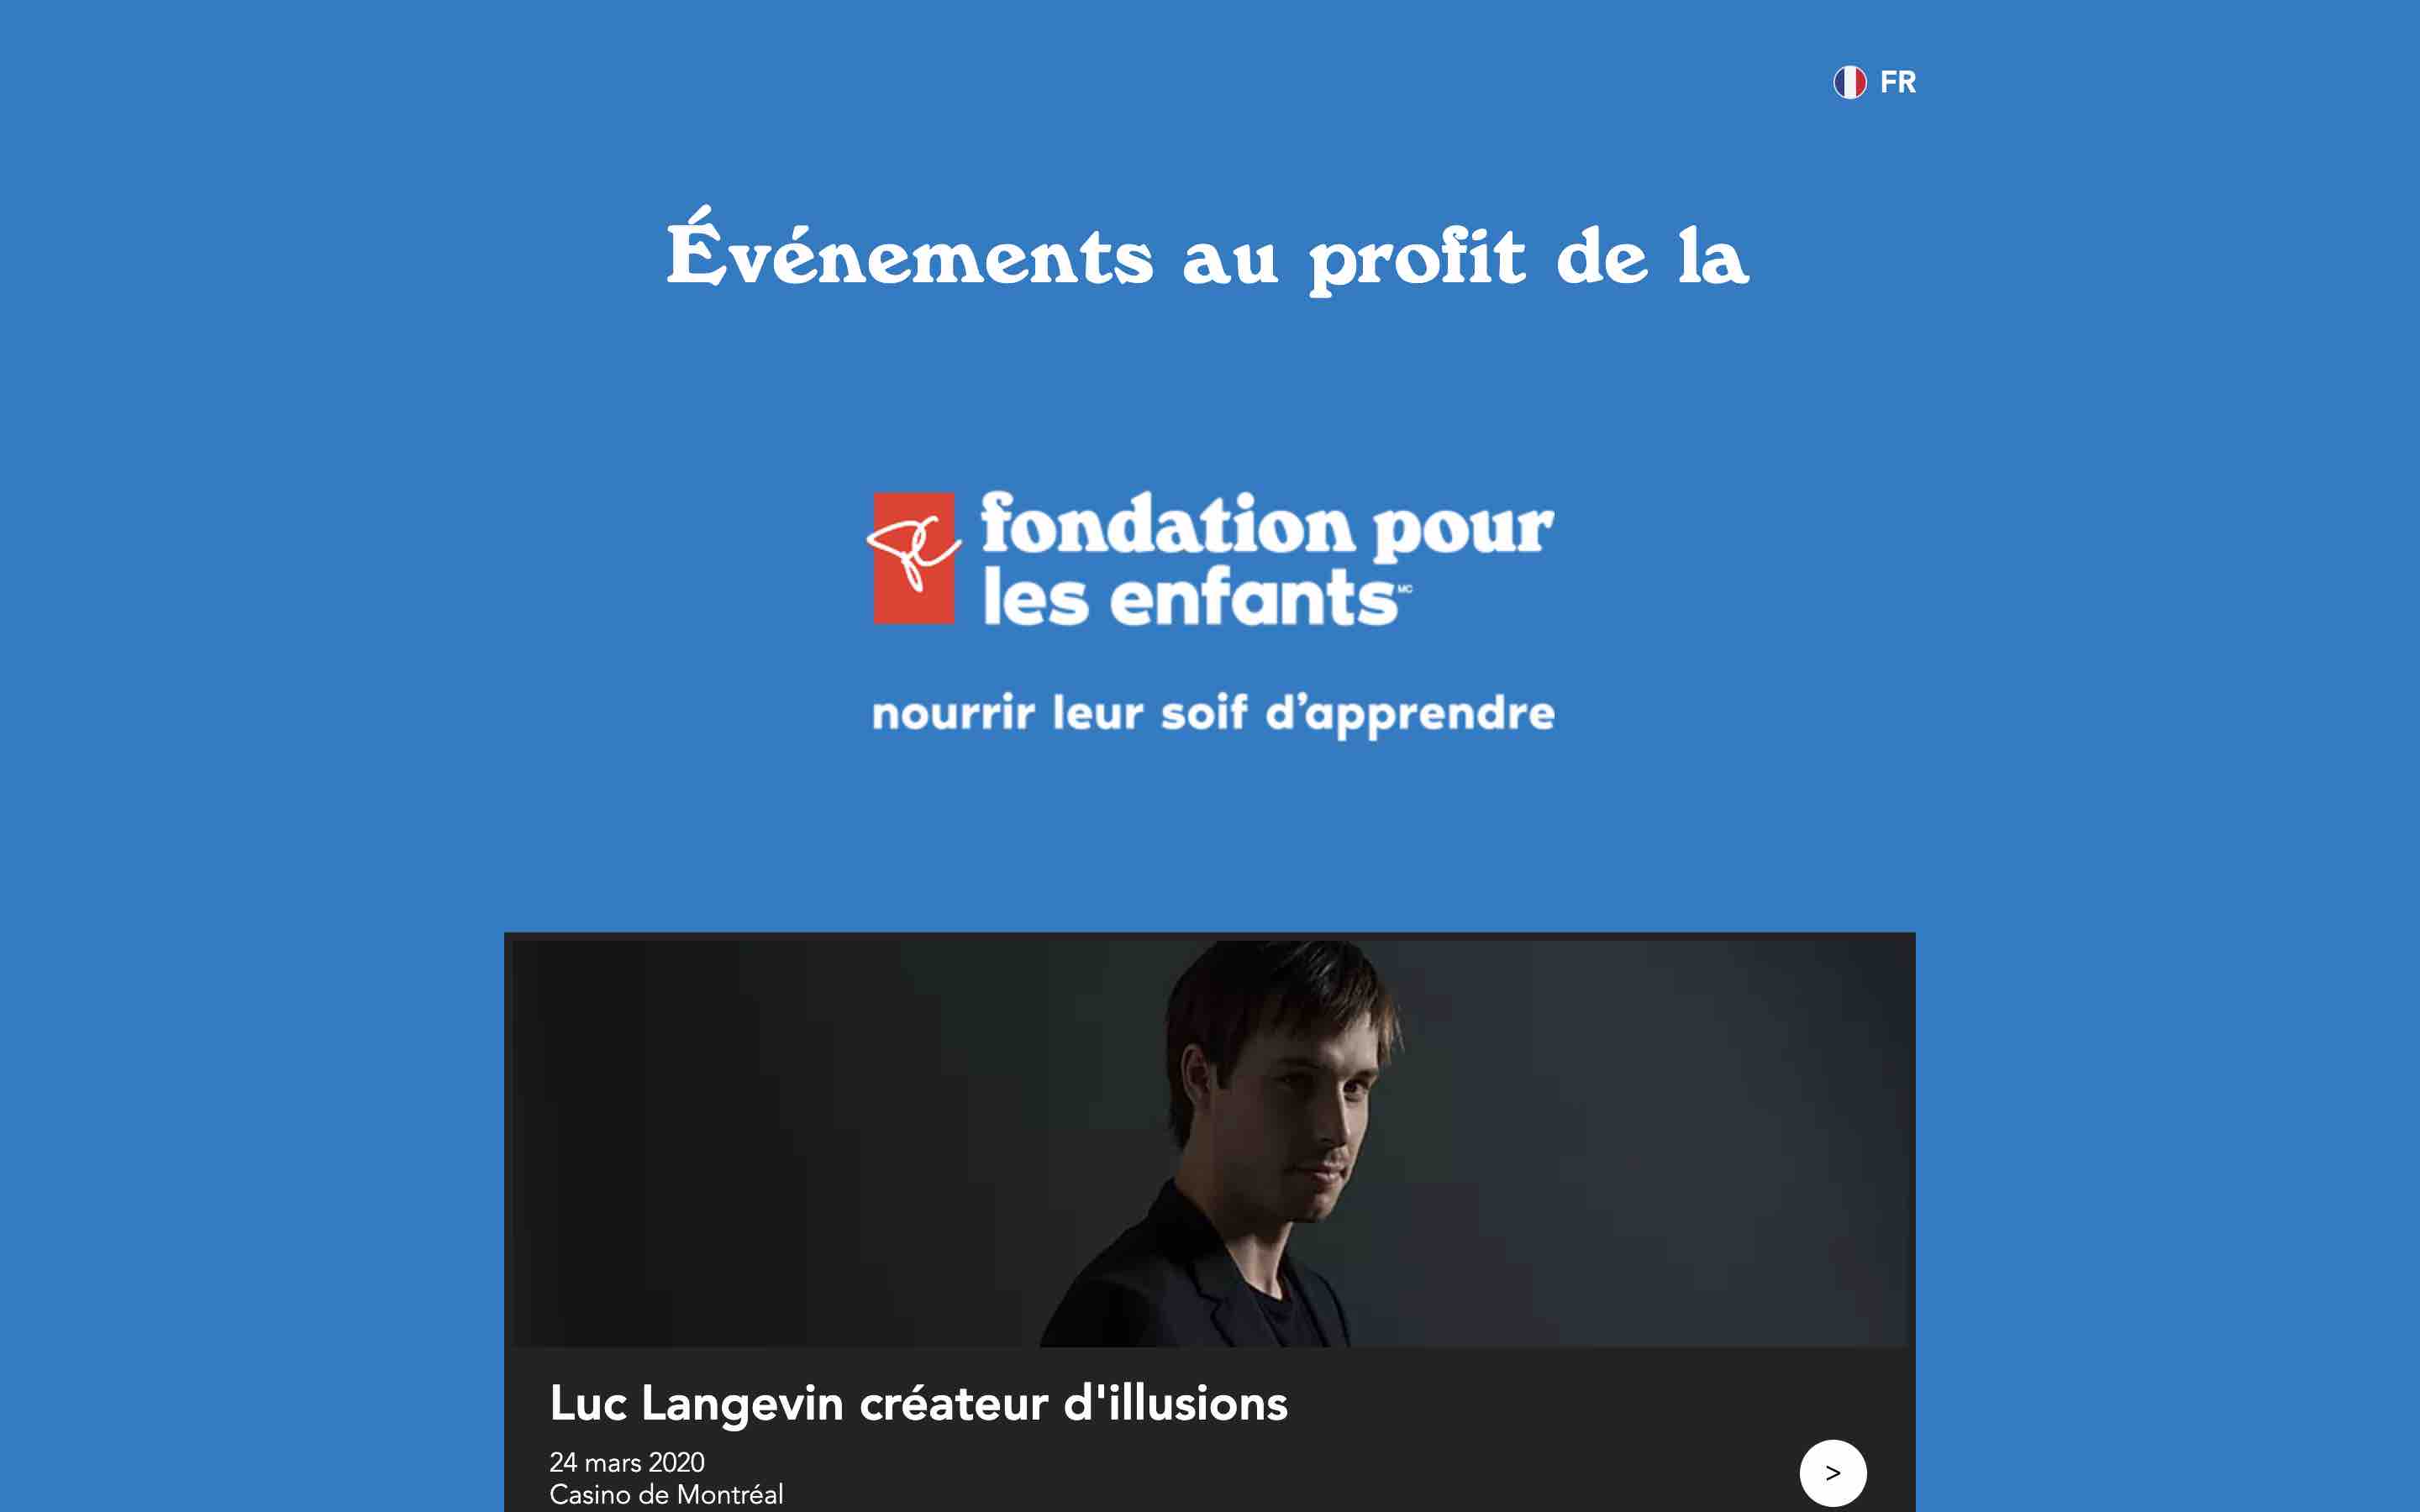 FR
Événements au profit de la
pc
fondation pour
les enfants MC
nourrir leur soif d’apprendre
Luc Langevin créateur d'illusions
24 mars 2020
Casino de Montréal
>